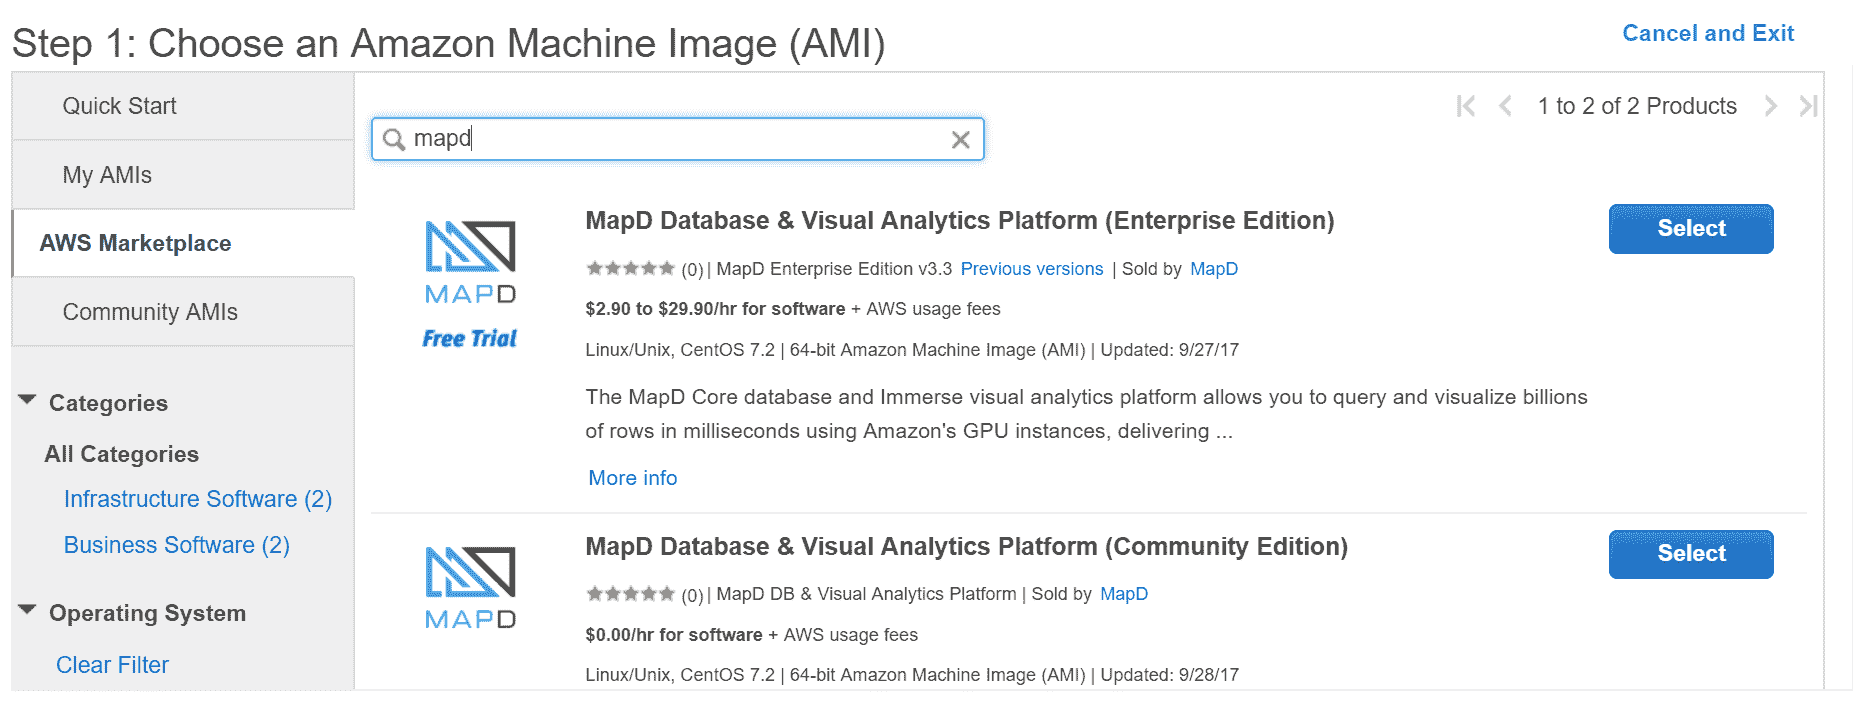 Step 1: Choose an Amazon Machine Image (AMI)
Cancel and Exit
Quick Start
My AMIs
AWS Marketplace
Community AMIs
Categories
All Categories
Infrastructure Software (2)
Business Software (2)
Operating System
Clear Filter
1 to 2 of 2 Products
mapd
MAPD
Free Trial
MapD Database & Visual Analytics Platform (Enterprise Edition)
Select
(0) | MapD Enterprise Edition v3.3 Previous versions | Sold by MapD
$2.90 to $29.90/hr for software + AWS usage fees
Linux/Unix, CentOS 7.2 | 64-bit Amazon Machine Image (AMI) | Updated: 9/27/17
The MapD Core database and Immerse visual analytics platform allows you to query and visualize billions
of rows in milliseconds using Amazon's GPU instances, delivering ...
More info
MAPD
MapD Database & Visual Analytics Platform (Community Edition)
Select
(0) | MapD DB & Visual Analytics Platform | Sold by MapD
$0.00/hr for software + AWS usage fees
Linux/Unix, CentOS 7.2 | 64-bit Amazon Machine Image (AMI) | Updated: 9/28/17